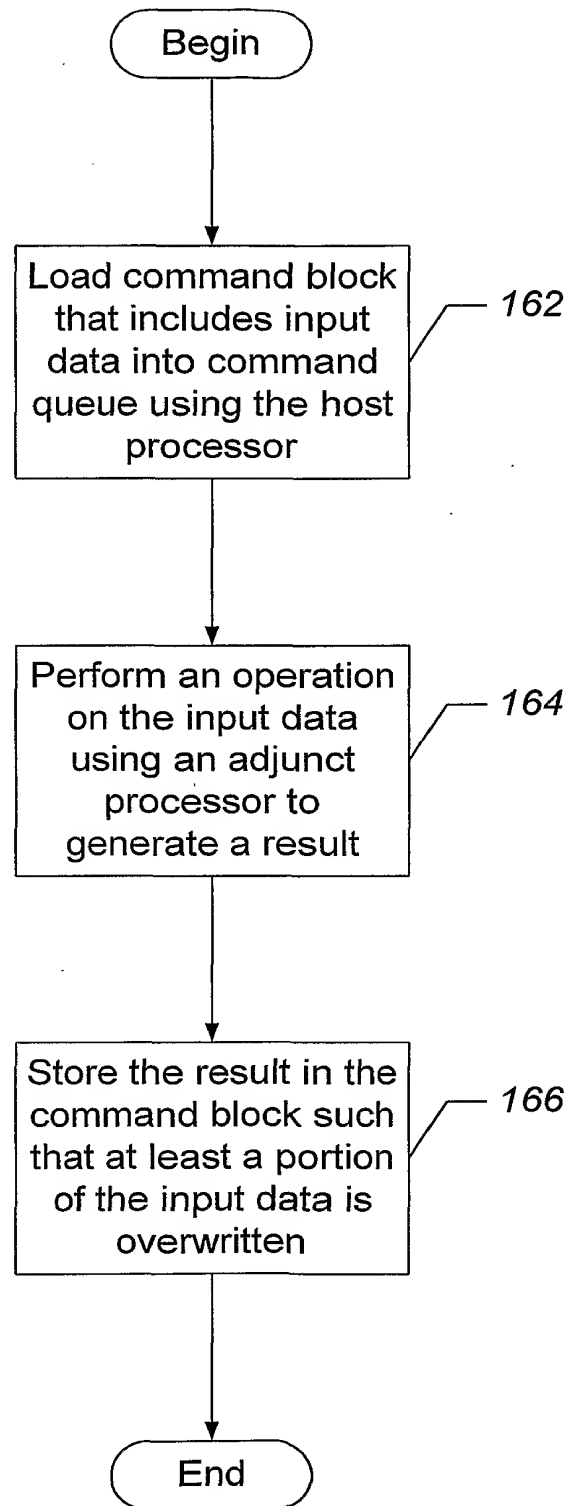 Begin
Load command block
that includes input
data into command
queue using the host
processor
162
Perform an operation
on the input data
using an adjunct
processor to
generate a result
164
Store the result in the
command block such
that at least a portion
of the input data is
overwritten
166
End